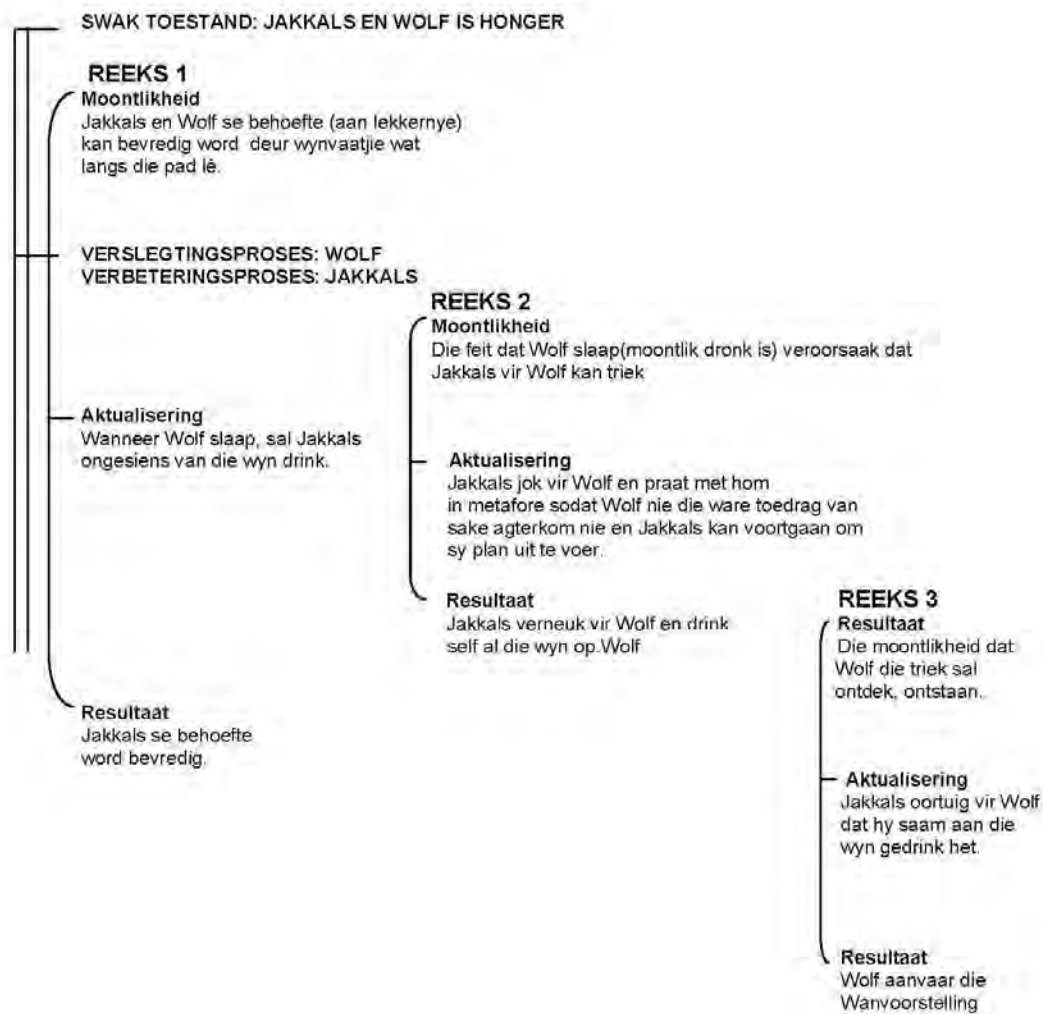 SWAK TOESTAND: JAKKALS EN WOLF IS HONGER
REEKS 1
Moontlikheid
Jakkals en Wolf se behoefte (aan lekkernye)
kan bevredig word deur wynvaatjie wat
langs die pad lê.
VERSLEGTINGSPROSES: WOLF
VERBETERINGSPROSES: JAKKALS
REEKS 2
Moontlikheid
Die feit dat Wolf slaap(moontlik dronk is) veroorsaak dat
Jakkals vir Wolf kan triek
Aktualisering
Wanneer Wolf slaap, sal Jakkals
ongesiens van die wyn drink.
Aktualisering
Jakkals jok vir Wolf en praat met hom
in metafore sodat Wolf nie die ware toedrag van
sake agterkom nie en Jakkals kan voortgaan om
sy plan uit te voer.
Resultaat
Jakkals verneuk vir Wolf en drink
self al die wyn op.Wolf
REEKS 3
Resultaat
Die moontlikheid dat
Wolf die triek sal
ontdek, ontstaan.
Resultaat
Jakkals se behoefte
word bevredig.
Aktualisering
Jakkals oortuig vir Wolf
dat hy saam aan die
wyn gedrink het.
Resultaat
Wolf aanvaar die
Wanvoorstelling